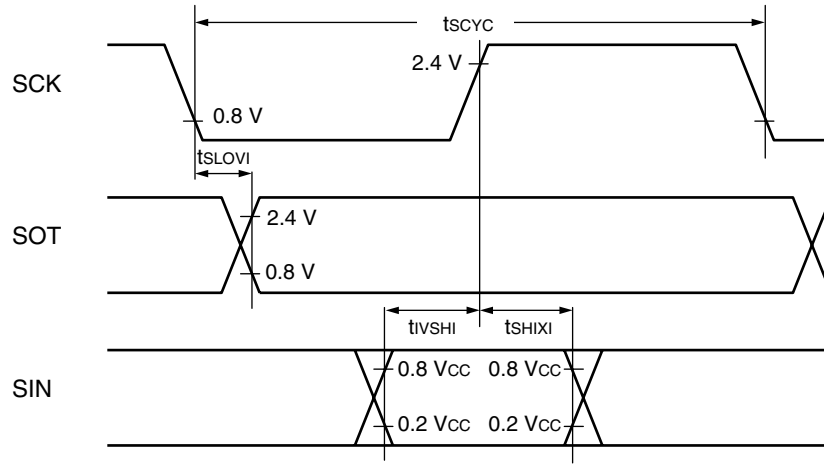 tSCYC
SCK
2.4 V
0.8 V
tSLOVI
SOT
2.4 V
0.8 V
tIVSHI tSHIXI
SIN
0.8 VCC 0.8 VCC
0.2 VCC 0.2 VCC